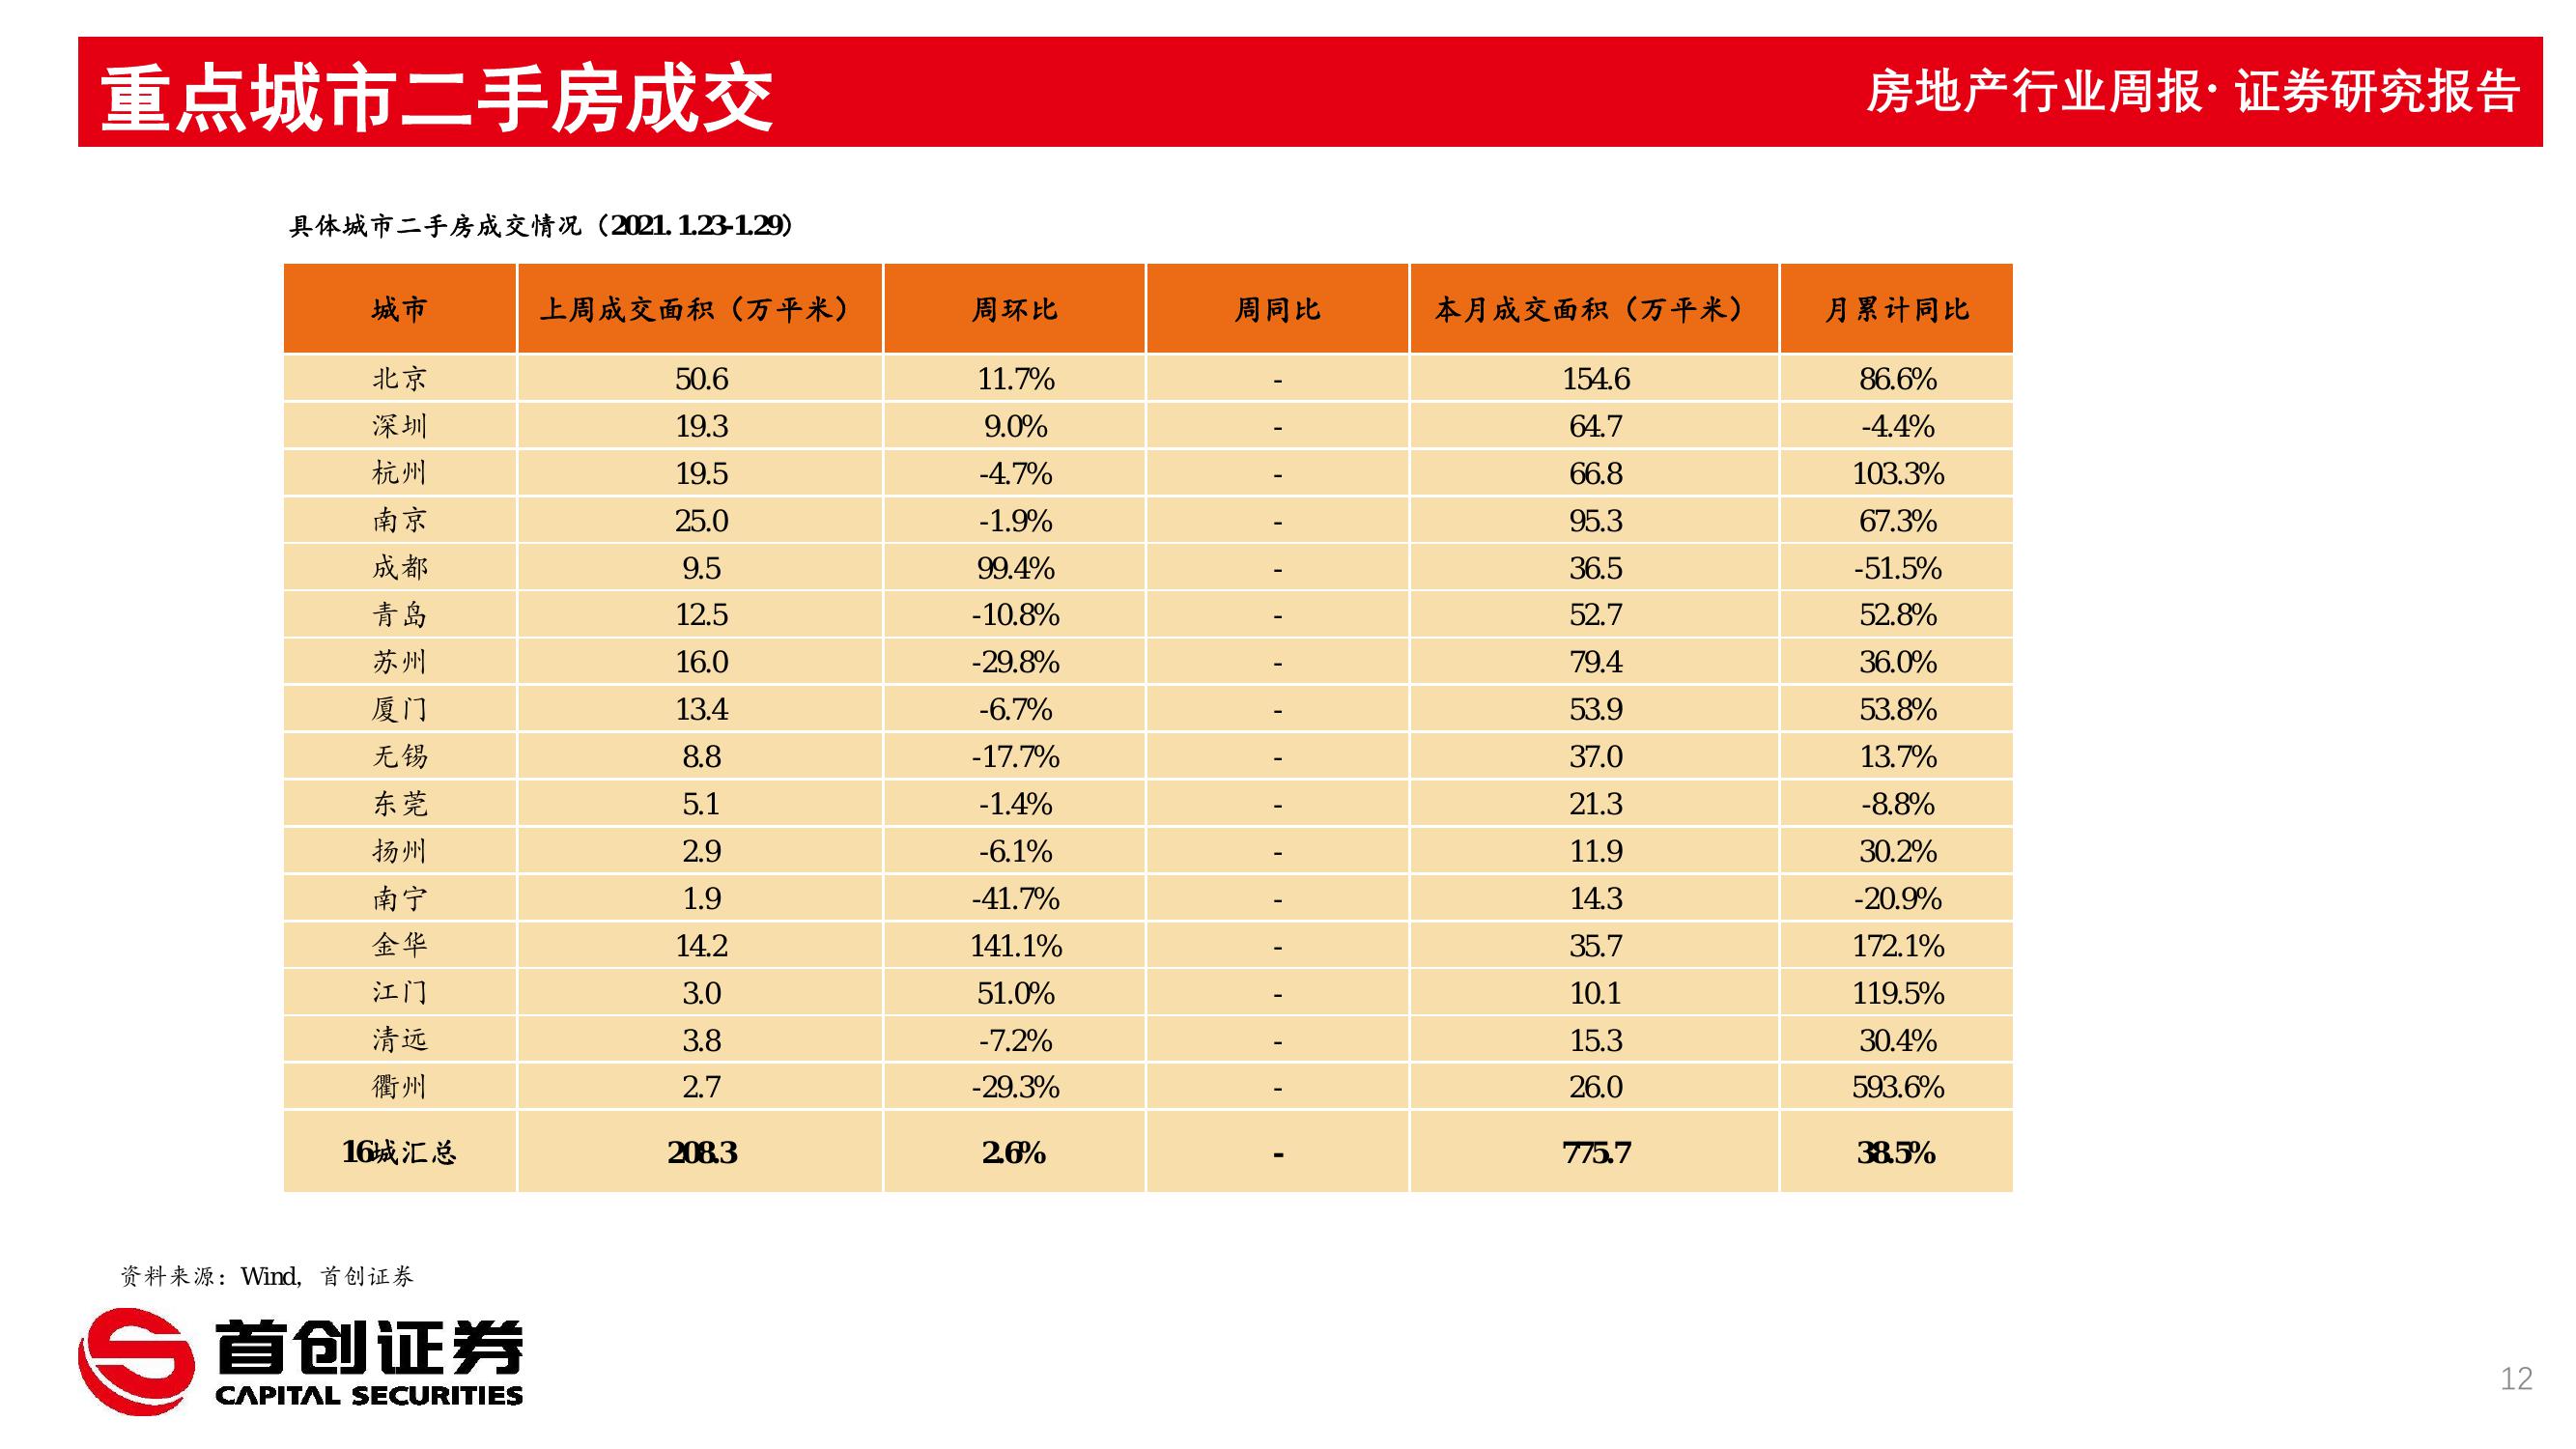 重点城市二手房成交
房地产行业周报· 证券研究报告
具体城市二手房成交情况（2021. 1.23-1.29）
城市 上周成交面积（万平米） 周环比 周同比 本月成交面积（万平米） 月累计同比
北京 50.6 11.7% - 154.6 86.6%
深圳 19.3 9.0% - 64.7 -4.4%
杭州 19.5 -4.7% - 66.8 103.3%
南京 25.0 -1.9% - 95.3 67.3%
成都 9.5 99.4% - 36.5 -51.5%
青岛 12.5 -10.8% - 52.7 52.8%
苏州 16.0 -29.8% - 79.4 36.0%
厦门 13.4 -6.7% - 53.9 53.8%
无锡 8.8 -17.7% - 37.0 13.7%
东莞 5.1 -1.4% - 21.3 -8.8%
扬州 2.9 -6.1% - 11.9 30.2%
南宁 1.9 -41.7% - 14.3 -20.9%
金华 14.2 141.1% - 35.7 172.1%
江门 3.0 51.0% - 10.1 119.5%
清远 3.8 -7.2% - 15.3 30.4%
衢州 2.7 -29.3% - 26.0 593.6%
16城汇总 208.3 2.6% - 775.7 38.5%
资料来源：Wind，首创证券
首创证券
CAPITAL SECURITIES
12